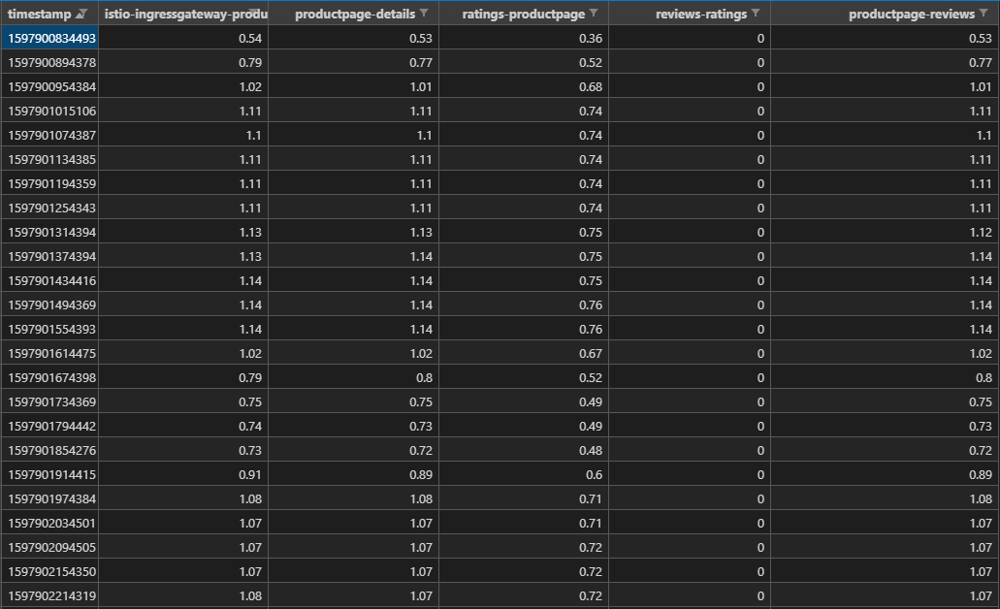 timestamp istio-ingressgateway-produ productpage-details ratings-productpage reviews-ratings productpage-reviews
1597900834493 0.54 0.53 0.36 0 0.53
1597900894378 0.79 0.77 0.52 0 0.77
1597900954384 1.02 1.01 0.68 0 1.01
1597901015106 1.11 1.11 0.74 0 1.11
1597901074387 1.1 1.1 0.74 0 1.1
1597901134385 1.11 1.11 0.74 0 1.11
1597901194359 1.11 1.11 0.74 0 1.11
1597901254343 1.11 1.11 0.74 0 1.11
1597901314394 1.13 1.13 0.75 0 1.12
1597901374394 1.13 1.14 0.75 0 1.14
1597901434416 1.14 1.14 0.75 0 1.14
1597901494369 1.14 1.14 0.76 0 1.14
1597901554393 1.14 1.14 0.76 0 1.14
1597901614475 1.02 1.02 0.67 0 1.02
1597901674398 0.79 0.8 0.52 0 0.8
1597901734369 0.75 0.75 0.49 0 0.75
1597901794442 0.74 0.73 0.49 0 0.73
1597901854276 0.73 0.72 0.48 0 0.72
1597901914415 0.91 0.89 0.6 0 0.89
1597901974384 1.08 1.08 0.71 0 1.08
1597902034501 1.07 1.07 0.71 0 1.07
1597902094505 1.07 1.07 0.72 0 1.07
1597902154350 1.07 1.07 0.72 0 1.07
1597902214319 1.08 1.07 0.72 0 1.07